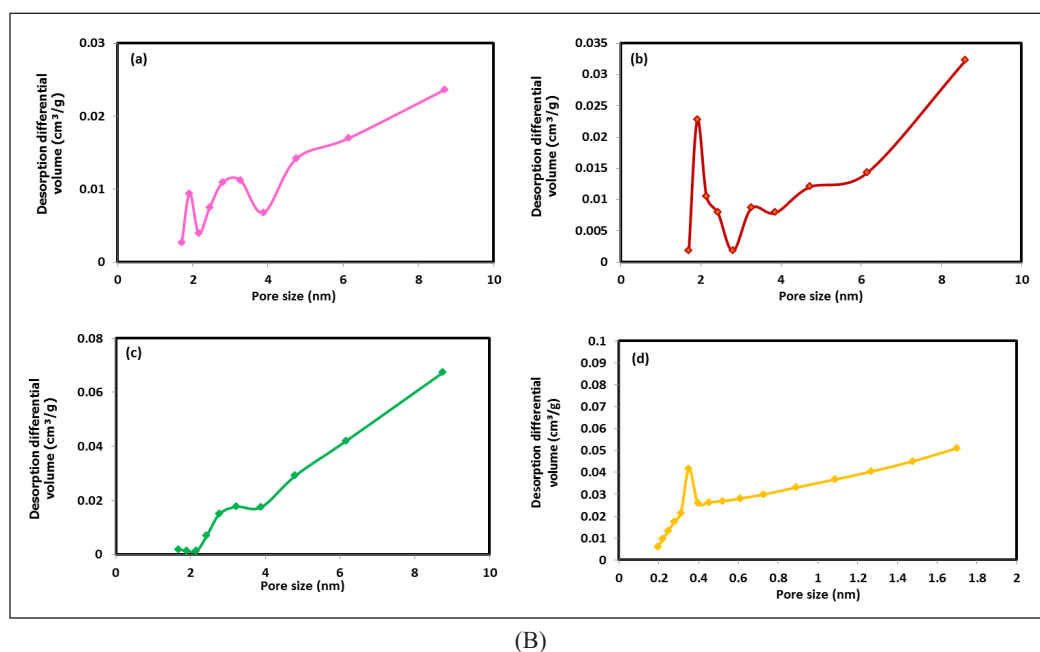 (a)
0.03
0.02
0.01
0
0 2 4 6 8 10
Desorption differential
volume (cm³/g)
Pore size (nm)
(b)
0.035
0.03
0.025
0.02
0.015
0.01
0.005
0
0 2 4 6 8 10
Desorption differential
volume (cm³/g)
Pore size (nm)
(c)
0.08
0.06
0.04
0.02
0
0 2 4 6 8 10
Desorption differential
volume (cm³/g)
Pore size (nm)
(d)
0.1
0.09
0.08
0.07
0.06
0.05
0.04
0.03
0.02
0.01
0
0 0.2 0.4 0.6 0.8 1 1.2 1.4 1.6 1.8 2
Desorption differential
volume (cm³/g)
Pore size (nm)
(B)